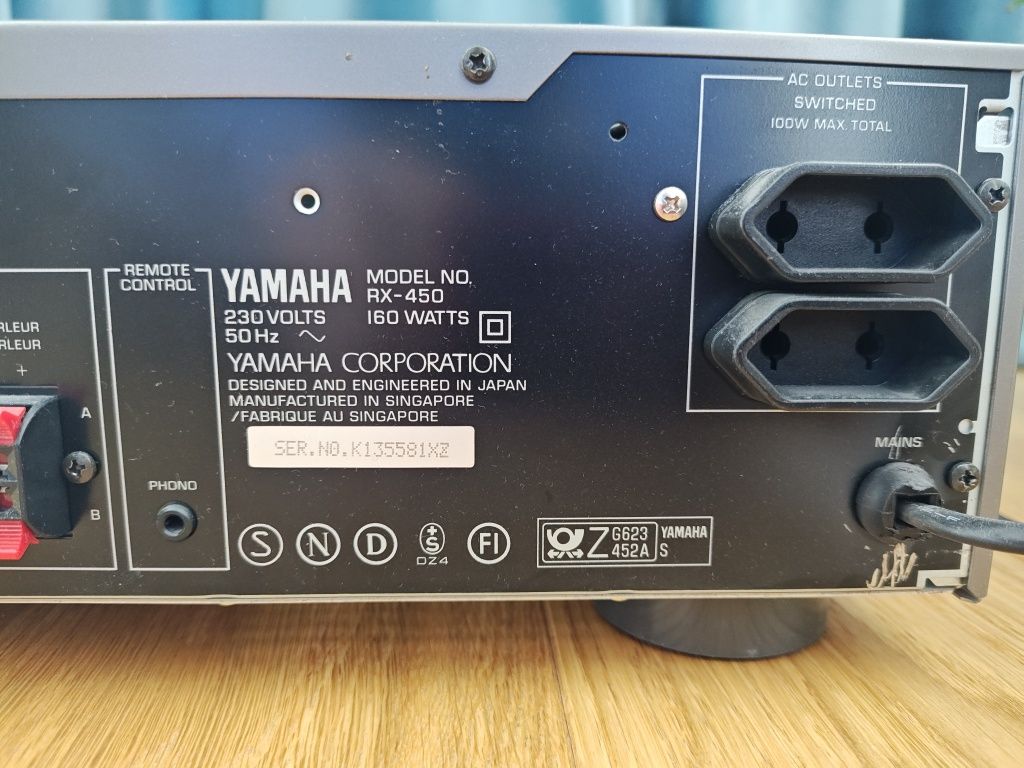 AC OUTLETS
SWITCHED
100W MAX. TOTAL
REMOTE
CONTROL
YAMAHA
MODEL NO.
RX-450
230 VOLTS
160 WATTS
50 Hz ~
YAMAHA CORPORATION
DESIGNED AND ENGINEERED IN JAPAN
MANUFACTURED IN SINGAPORE
/FABRIQUE AU SINGAPORE
SER.NO.K135581XZ
RLEUR
RLEUR
+
A
B
PHONO
MAINS
S
N
D
+S
DZ4
FI
Z
G623
452A
YAMAHA
S